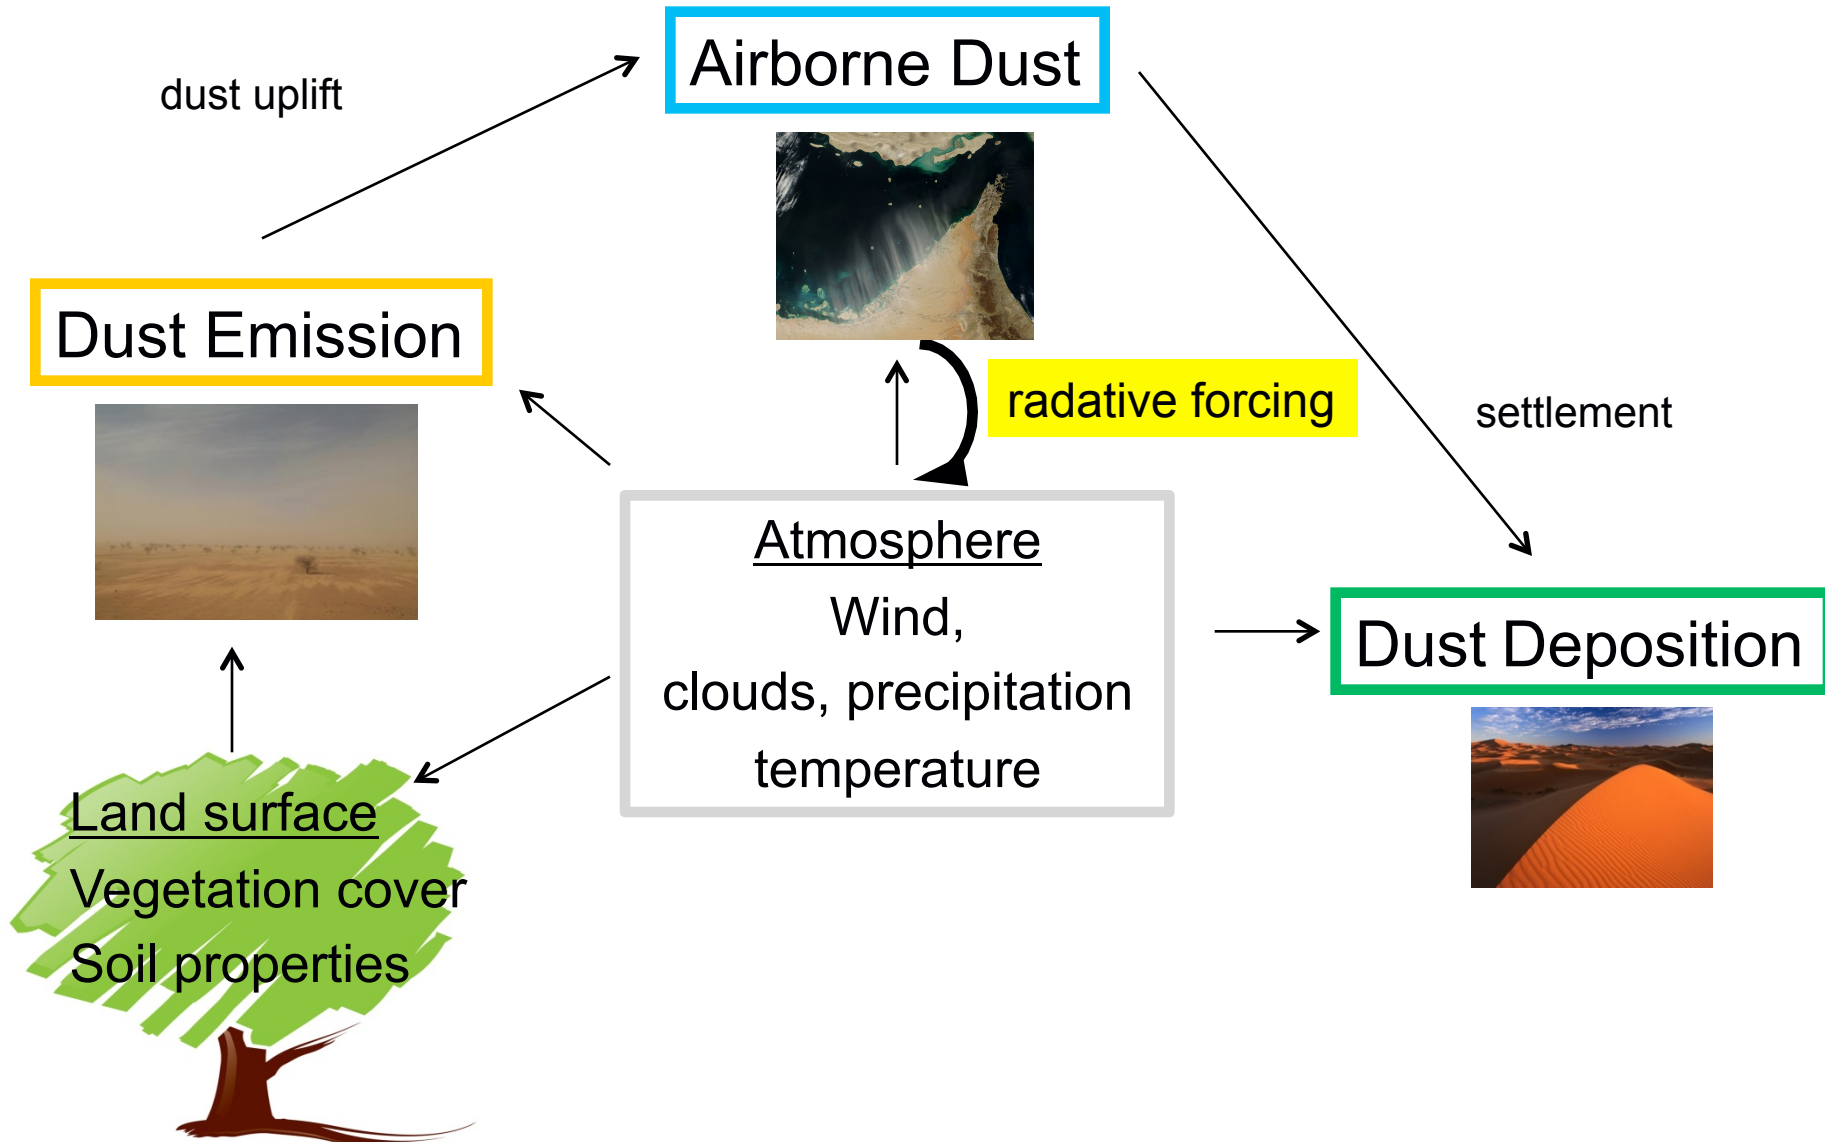 Airborne Dust
dust uplift
Dust Emission
radative forcing
settlement
Atmosphere
Wind,
clouds, precipitation
temperature
Dust Deposition
Land surface
Vegetation cover
Soil properties